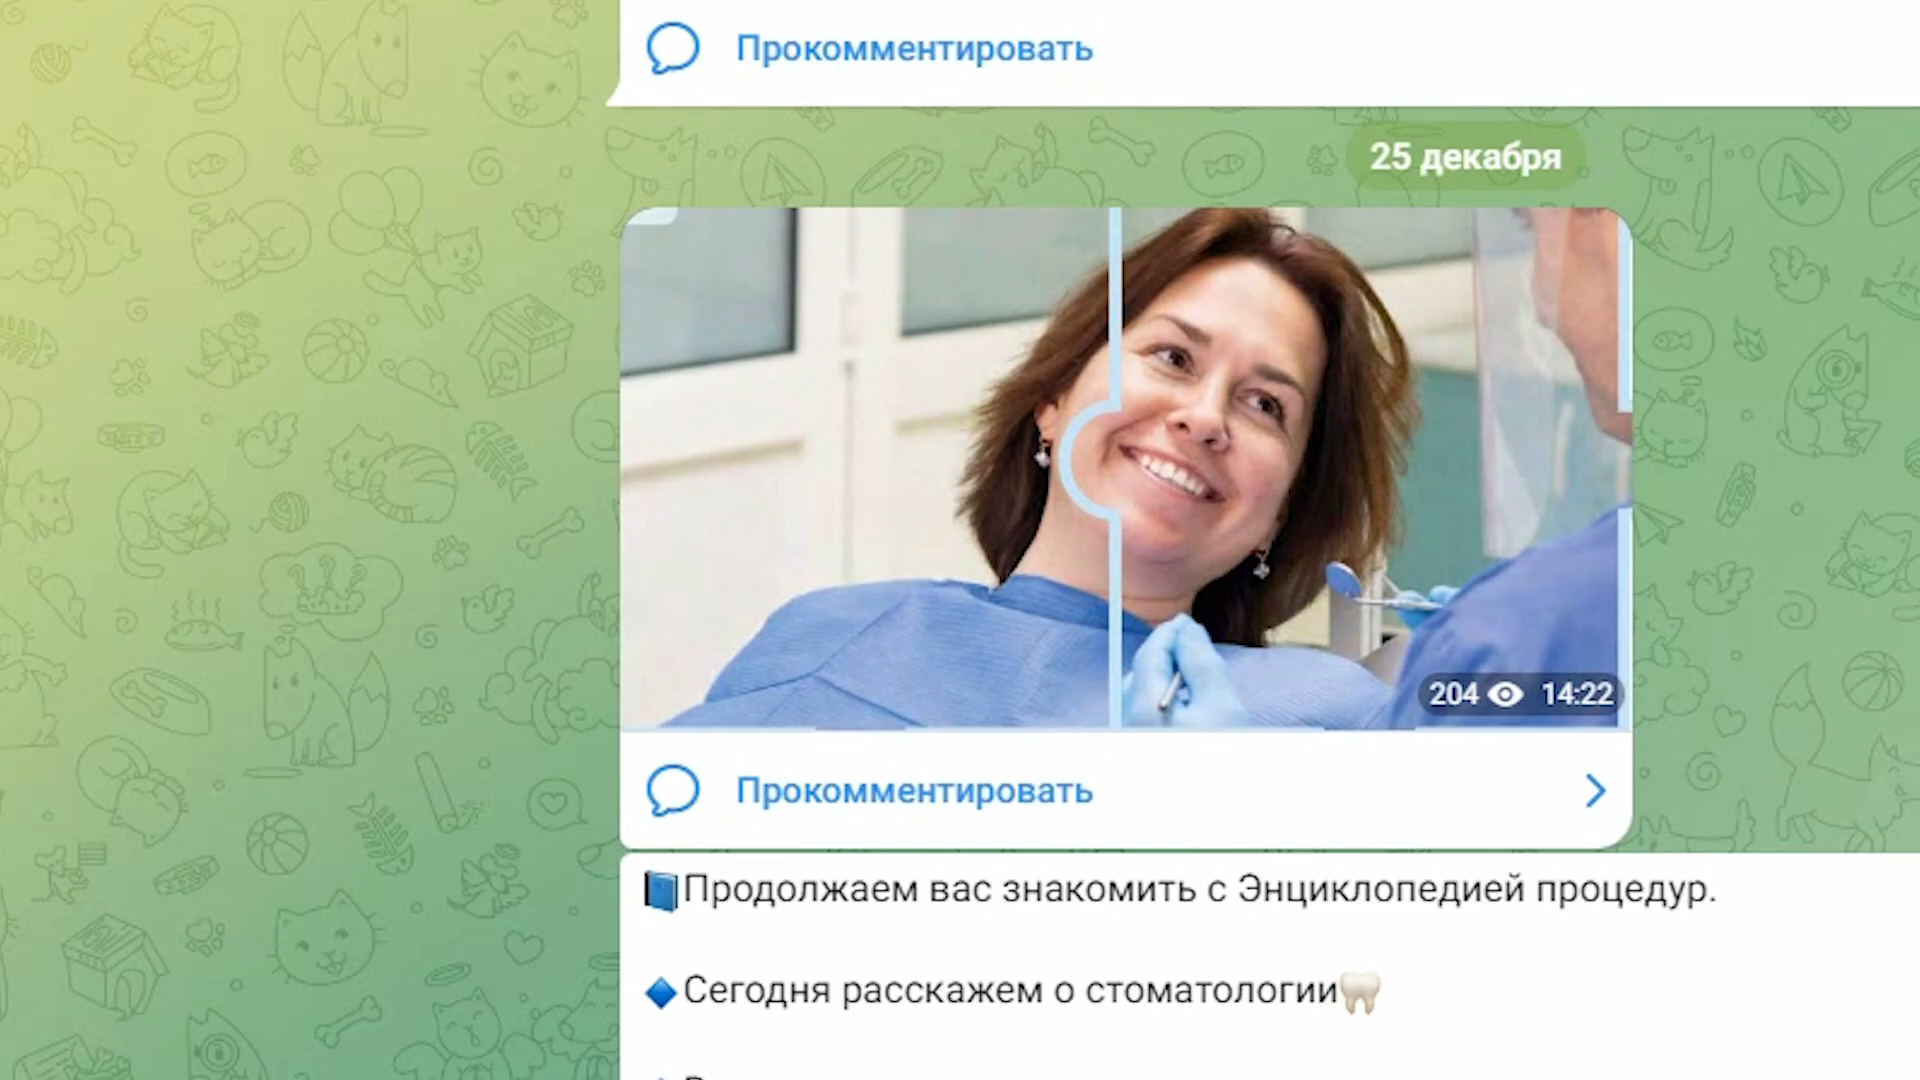 Прокомментировать
25 декабря
204 14:22
Прокомментировать
Продолжаем вас знакомить с Энциклопедией процедур.
Сегодня расскажем о стоматологии